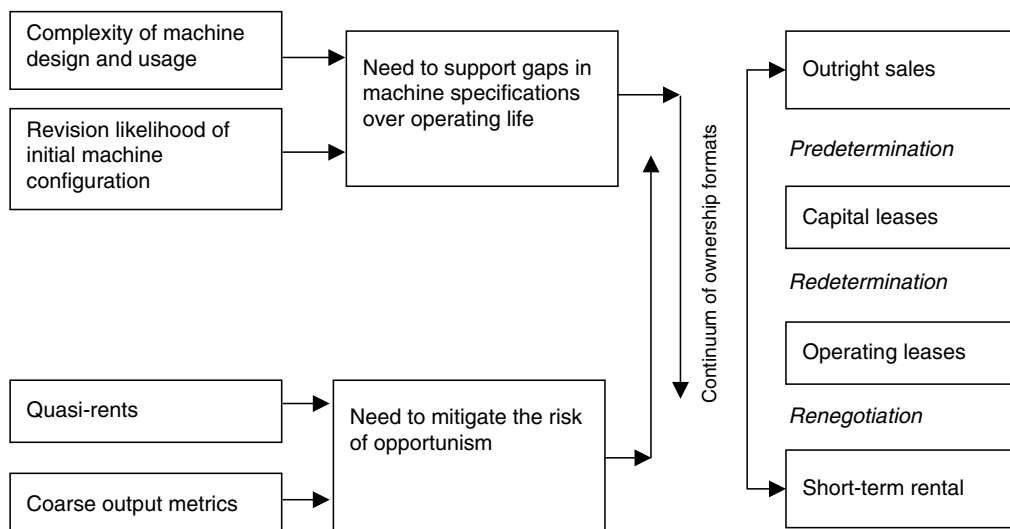 Complexity of machine
design and usage
Revision likelihood of
initial machine
configuration
Need to support gaps in
machine specifications
over operating life
Quasi-rents
Coarse output metrics
Need to mitigate the risk
of opportunism
Continuum of ownership formats
Outright sales
Predetermination
Capital leases
Redetermination
Operating leases
Renegotiation
Short-term rental